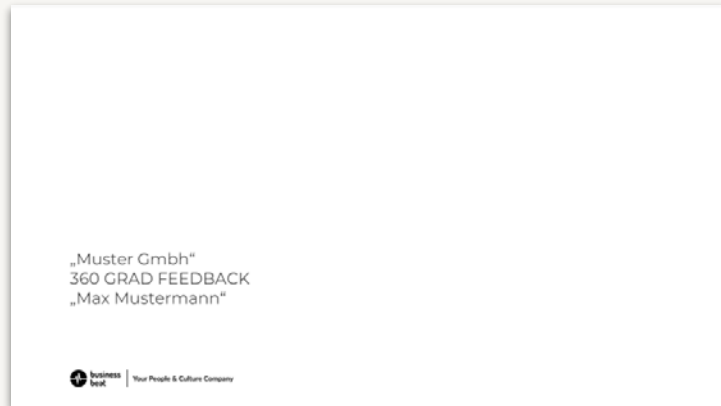 „Muster Gmbh“
360 GRAD FEEDBACK
„Max Mustermann“
business
beat
Your People & Culture Company